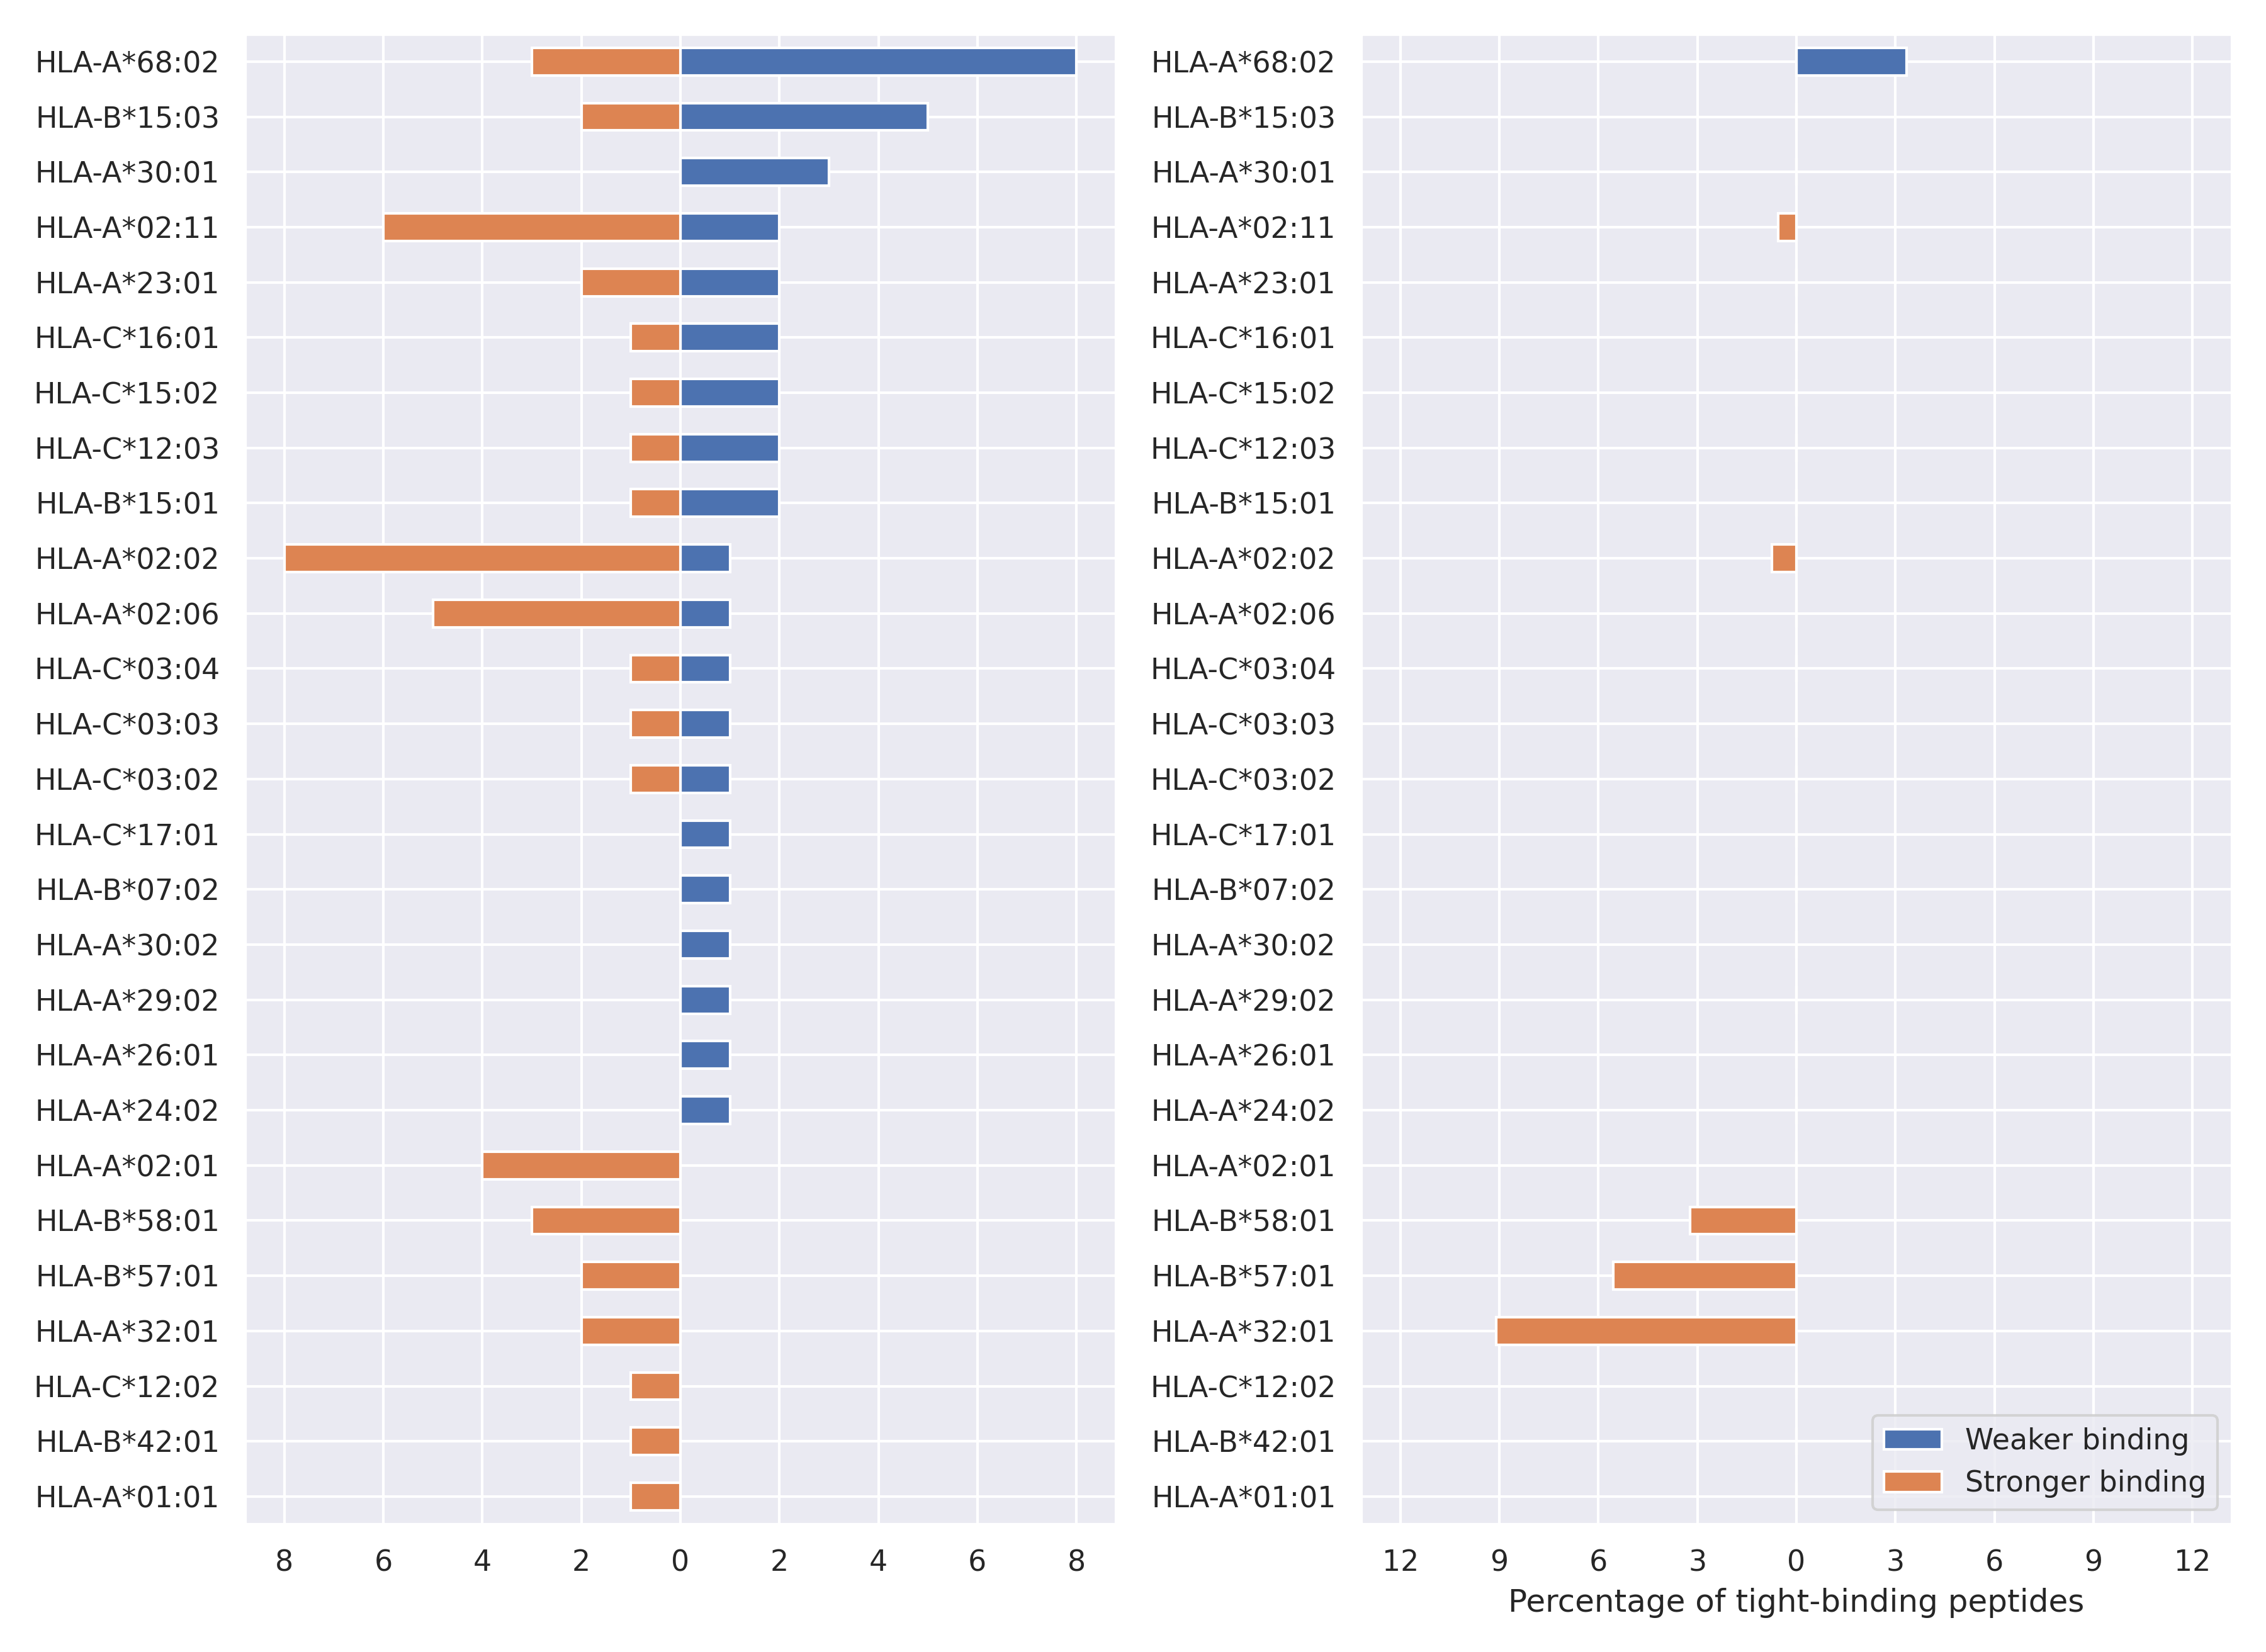 HLA-A*68:02
HLA-B*15:03
HLA-A*30:01
HLA-A*02:11
HLA-A*23:01
HLA-C*16:01
HLA-C*15:02
HLA-C*12:03
HLA-B*15:01
HLA-A*02:02
HLA-A*02:06
HLA-C*03:04
HLA-C*03:03
HLA-C*03:02
HLA-C*17:01
HLA-B*07:02
HLA-A*30:02
HLA-A*29:02
HLA-A*26:01
HLA-A*24:02
HLA-A*02:01
HLA-B*58:01
HLA-B*57:01
HLA-A*32:01
HLA-C*12:02
HLA-B*42:01
HLA-A*01:01
8 6 4 2 0 2 4 6 8
HLA-A*68:02
HLA-B*15:03
HLA-A*30:01
HLA-A*02:11
HLA-A*23:01
HLA-C*16:01
HLA-C*15:02
HLA-C*12:03
HLA-B*15:01
HLA-A*02:02
HLA-A*02:06
HLA-C*03:04
HLA-C*03:03
HLA-C*03:02
HLA-C*17:01
HLA-B*07:02
HLA-A*30:02
HLA-A*29:02
HLA-A*26:01
HLA-A*24:02
HLA-A*02:01
HLA-B*58:01
HLA-B*57:01
HLA-A*32:01
HLA-C*12:02
HLA-B*42:01
HLA-A*01:01
Weaker binding
Stronger binding
12 9 6 3 0 3 6 9 12
Percentage of tight-binding peptides